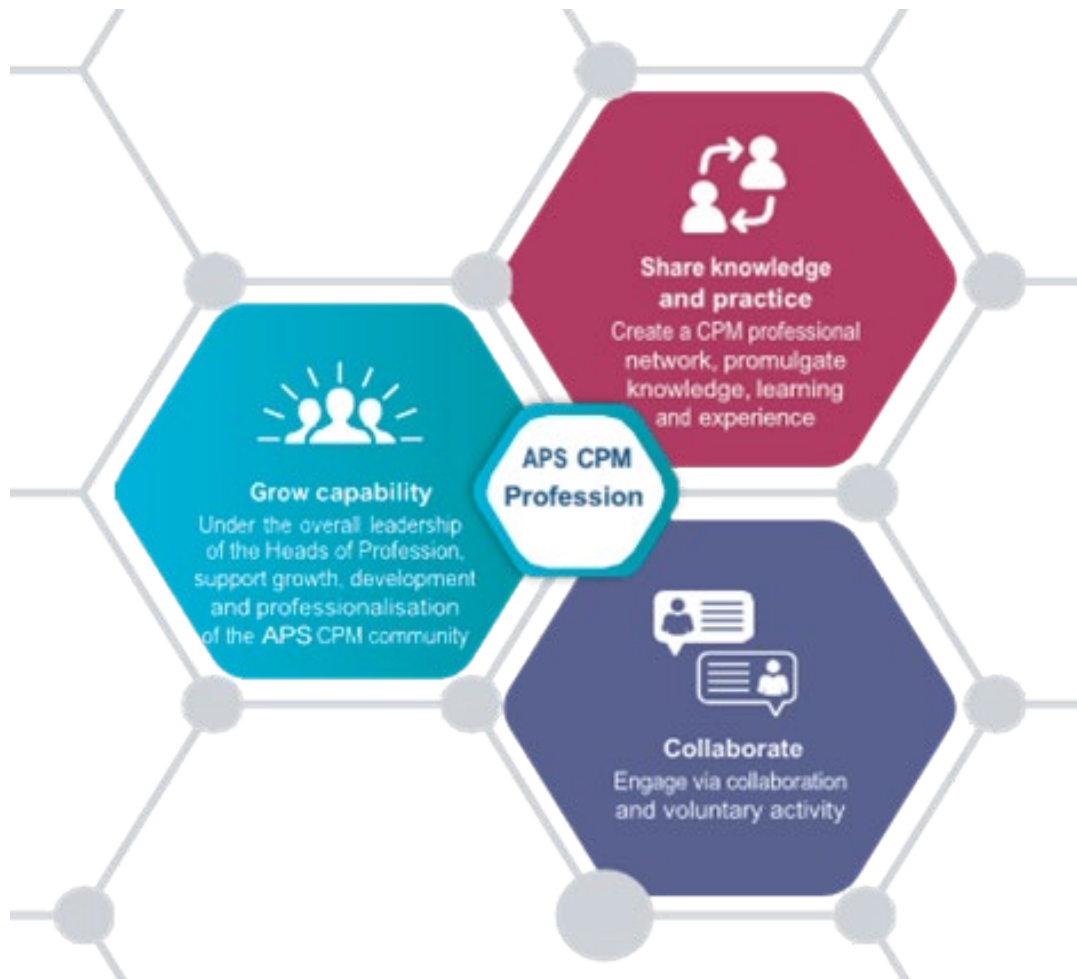 Share knowledge
and practice
Create a CPM professional
network, promulgate
knowledge, learning
and experience
APS CPM
Profession
Grow capability
Under the overall leadership
of the Heads of Profession,
support growth, development
and professionalisation
of the APS CPM community
Collaborate
Engage via collaboration
and voluntary activity